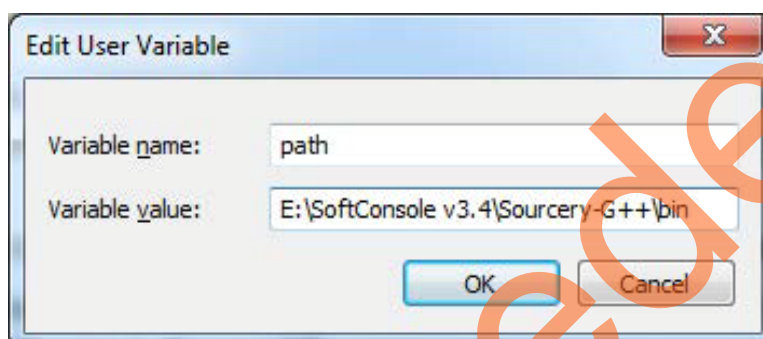 Edit User Variable
Variable name: path
Variable value: E:\SoftConsole v3.4\Sourcery-G++\bin
OK Cancel